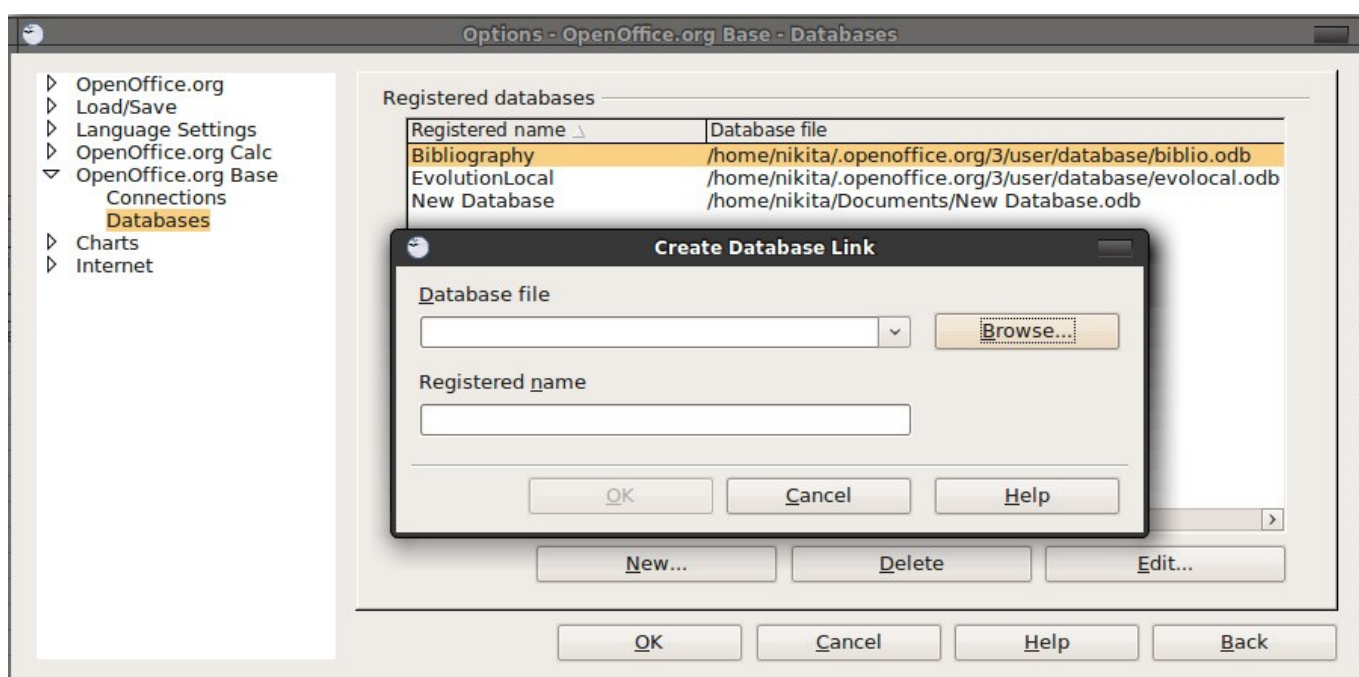 Options - OpenOffice.org Base - Databases
OpenOffice.org
Load/Save
Language Settings
OpenOffice.org Calc
OpenOffice.org Base
Connections
Databases
Charts
Internet
Registered databases
Registered name Database file
Bibliography /home/nikita/.openoffice.org/3/user/database/biblio.odb
EvolutionLocal /home/nikita/.openoffice.org/3/user/database/evolocal.odb
New Database /home/nikita/Documents/New Database.odb
Create Database Link
Database file
Browse...
Registered name
OK Cancel Help
New... Delete Edit...
OK Cancel Help Back